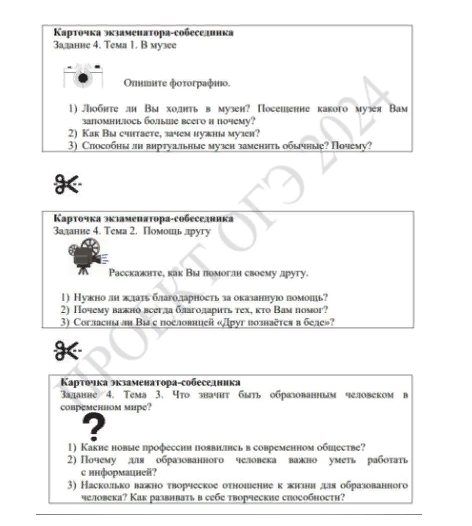 Карточка экзаменатора-собеседника
Задание 4. Тема 1. В музее
Опишите фотографию.
1) Любите ли Вы ходить в музеи? Посещение какого музея Вам
запомнилось больше всего и почему?
2) Как Вы считаете, зачем нужны музеи?
3) Способны ли виртуальные музеи заменить обычные? Почему?
Карточка экзаменатора-собеседника
Задание 4. Тема 2. Помощь другу
Расскажите, как Вы помогли своему другу.
1) Нужно ли ждать благодарность за оказанную помощь?
2) Почему важно всегда благодарить тех, кто Вам помог?
3) Согласны ли Вы с пословицей «Друг познаётся в беде»?
Карточка экзаменатора-собеседника
Задание 4. Тема 3. Что значит быть образованным человеком в
современном мире?
1) Какие новые профессии появились в современном обществе?
2) Почему для образованного человека важно уметь работать
с информацией?
3) Насколько важно творческое отношение к жизни для образованного
человека? Как развивать в себе творческие способности?
ПРОЕКТ ОГЭ 2024